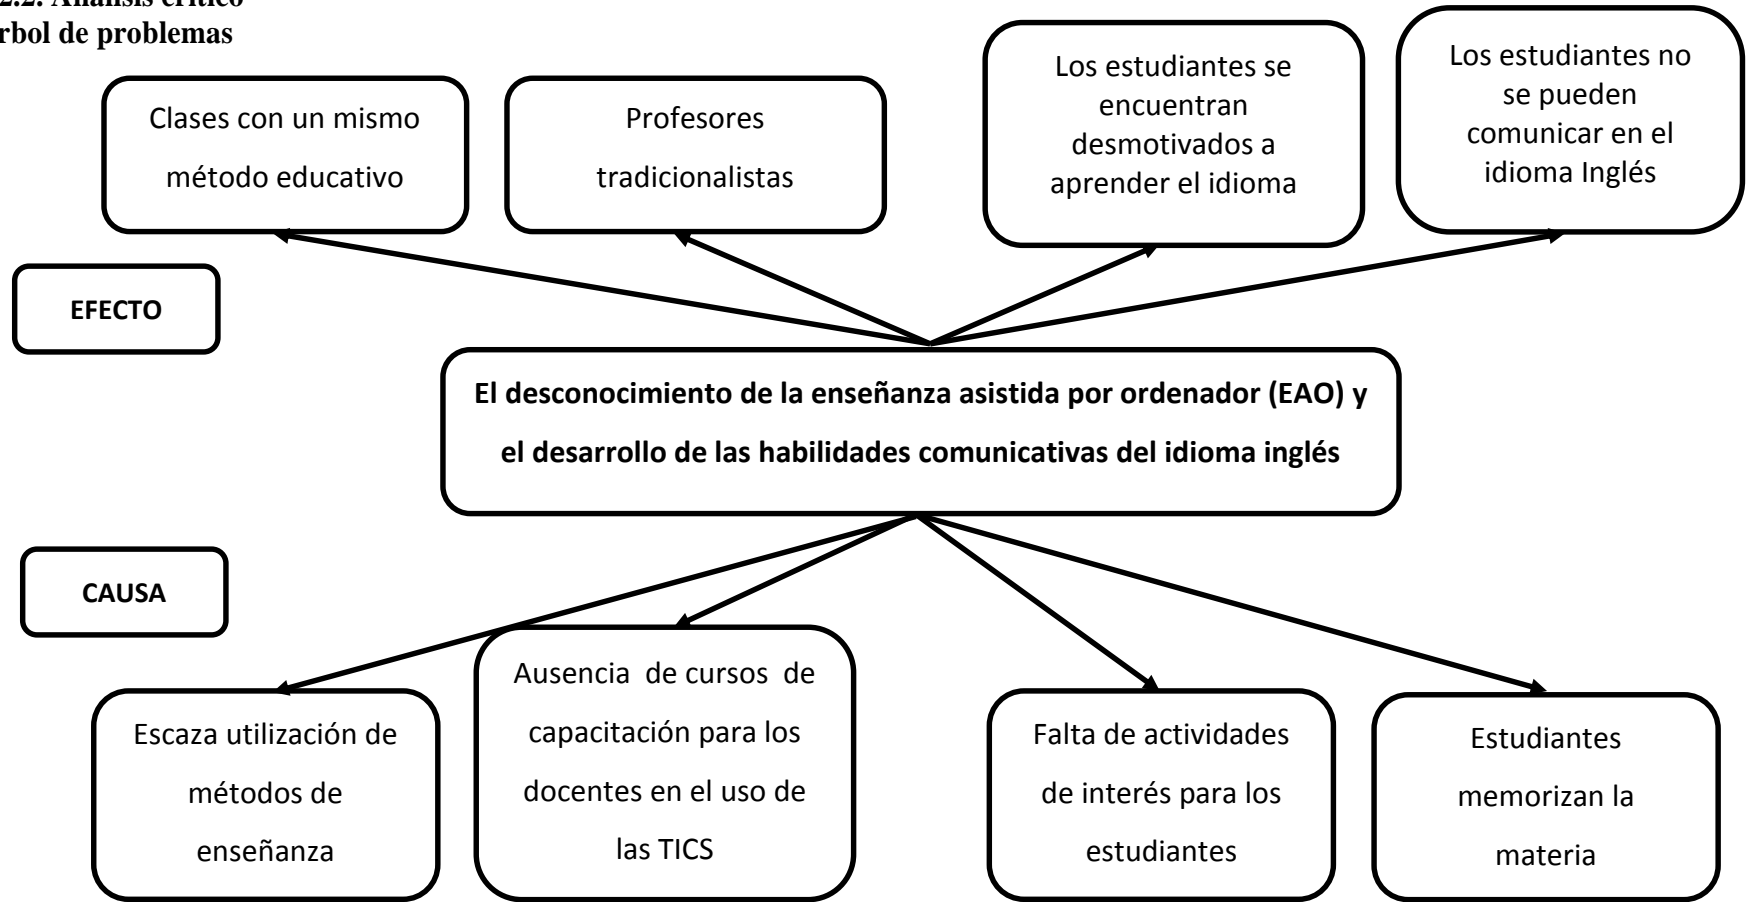 2.2. Análisis crítico
rbol de problemas
Clases con un mismo
método educativo
Profesores
tradicionalistas
Los estudiantes se
encuentran
desmotivados a
aprender el idioma
Los estudiantes no
se pueden
comunicar en el
idioma Inglés
EFECTO
El desconocimiento de la enseñanza asistida por ordenador (EAO) y
el desarrollo de las habilidades comunicativas del idioma inglés
CAUSA
Escaza utilización de
métodos de
enseñanza
Ausencia de cursos de
capacitación para los
docentes en el uso de
las TICS
Falta de actividades
de interés para los
estudiantes
Estudiantes
memorizan la
materia